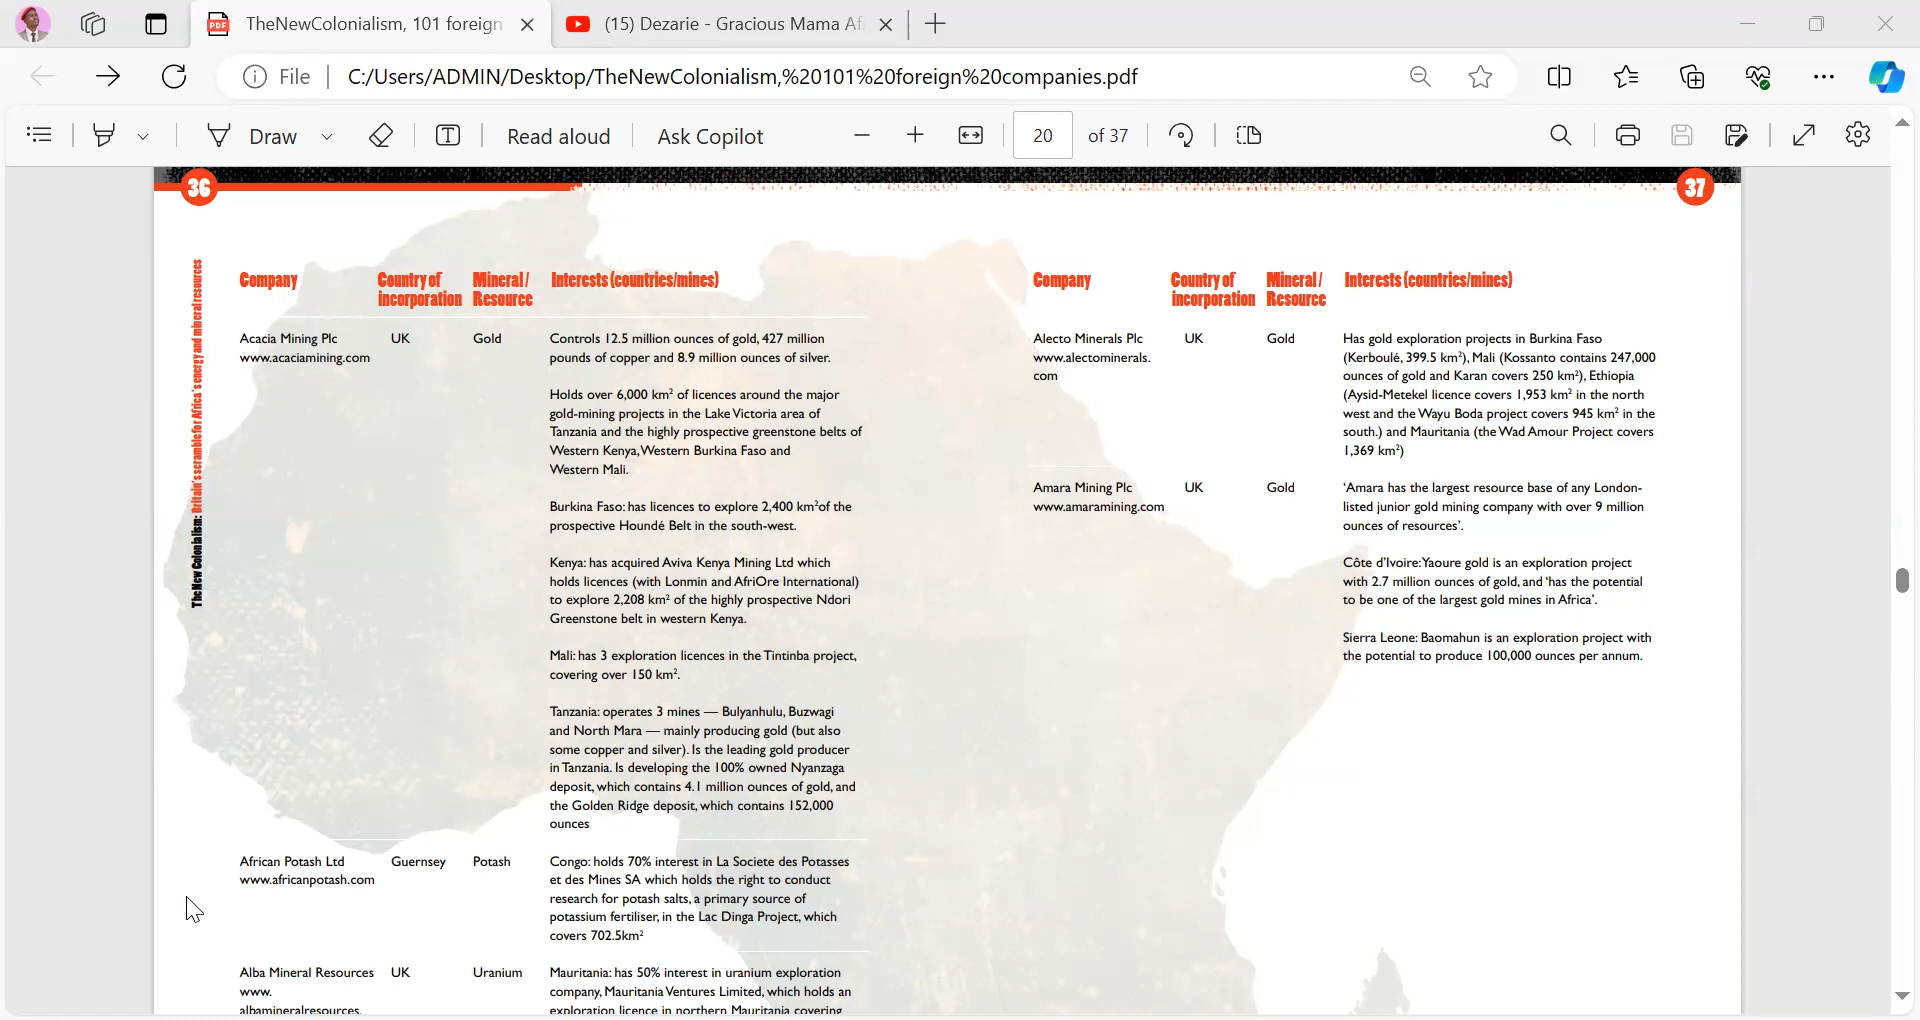 TheNewColonialism, 101 foreign
(15) Dezarie - Gracious Mama Af
File
C:/Users/ADMIN/Desktop/TheNewColonialism,%20101%20foreign%20companies.pdf
Draw
Read aloud
Ask Copilot
20
of 37
36
37
The New Colonialism: Britain's scramble for Africa's energy and mineral resources
Company
Country of
incorporation
Mineral/
Resource
Interests (countries/mines)
Acacia Mining Plc
www.acaciamining.com
UK
Gold
Controls 12.5 million ounces of gold, 427 million
pounds of copper and 8.9 million ounces of silver.
Holds over 6,000 km² of licences around the major
gold-mining projects in the Lake Victoria area of
Tanzania and the highly prospective greenstone belts of
Western Kenya, Western Burkina Faso and
Western Mali.
Burkina Faso: has licences to explore 2,400 km²of the
prospective Houndé Belt in the south-west.
Kenya: has acquired Aviva Kenya Mining Ltd which
holds licences (with Lonmin and AfriOre International)
to explore 2,208 km² of the highly prospective Ndori
Greenstone belt in western Kenya.
Mali: has 3 exploration licences in the Tintinba project,
covering over 150 km².
Tanzania: operates 3 mines — Bulyanhulu, Buzwagi
and North Mara — mainly producing gold (but also
some copper and silver). Is the leading gold producer
in Tanzania. Is developing the 100% owned Nyanzaga
deposit, which contains 4.1 million ounces of gold, and
the Golden Ridge deposit, which contains 152,000
ounces
African Potash Ltd
www.africanpotash.com
Guernsey
Potash
Congo: holds 70% interest in La Societe des Potasses
et des Mines SA which holds the right to conduct
research for potash salts, a primary source of
potassium fertiliser, in the Lac Dinga Project, which
covers 702.5km²
Alba Mineral Resources
www.
albamineralresources.
UK
Uranium
Mauritania: has 50% interest in uranium exploration
company, Mauritania Ventures Limited, which holds an
exploration licence in northern Mauritania covering
Company
Country of
incorporation
Mineral/
Resource
Interests (countries/mines)
Alecto Minerals Plc
www.alectominerals.
com
UK
Gold
Has gold exploration projects in Burkina Faso
(Kerboulé, 399.5 km²), Mali (Kossanto contains 247,000
ounces of gold and Karan covers 250 km²), Ethiopia
(Aysid-Metekel licence covers 1,953 km² in the north
west and the Wayu Boda project covers 945 km² in the
south.) and Mauritania (the Wad Amour Project covers
1,369 km²)
Amara Mining Plc
www.amaramining.com
UK
Gold
'Amara has the largest resource base of any London-
listed junior gold mining company with over 9 million
ounces of resources'.
Côte d'Ivoire: Yaoure gold is an exploration project
with 2.7 million ounces of gold, and 'has the potential
to be one of the largest gold mines in Africa'.
Sierra Leone: Baomahun is an exploration project with
the potential to produce 100,000 ounces per annum.